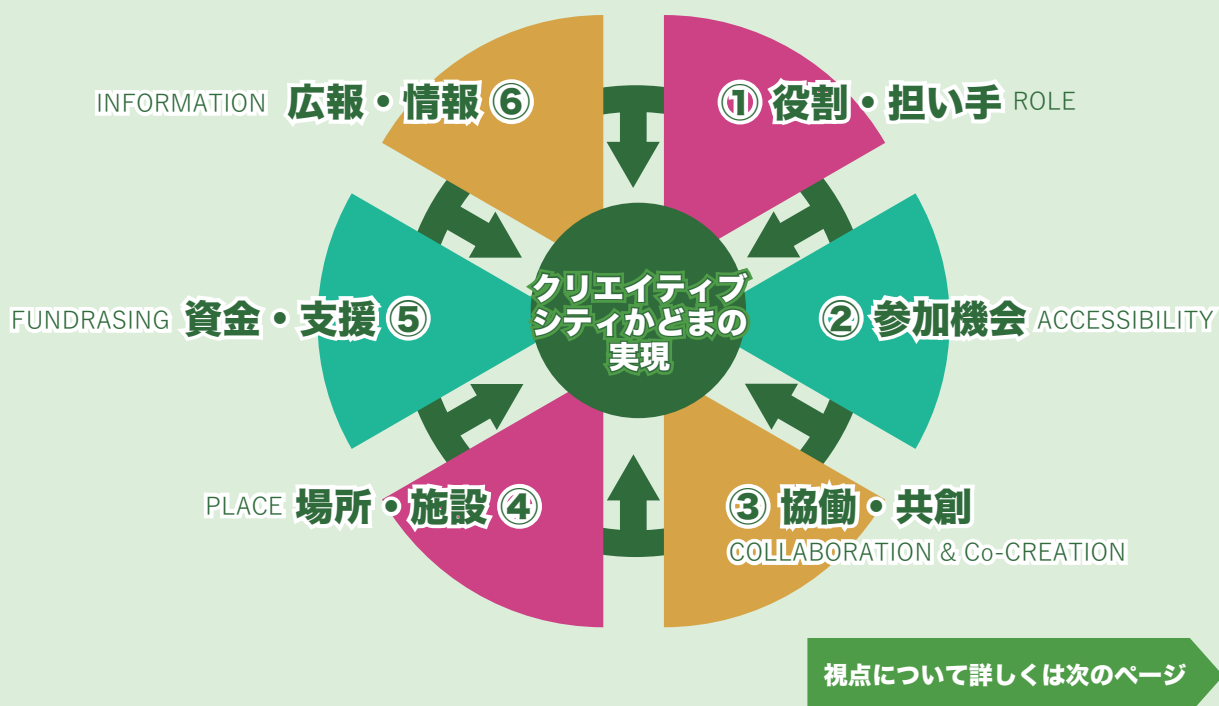 INFORMATION 広報・情報 ⑥
① 役割・担い手 ROLE
FUNDRASING 資金・支援 ⑤
クリエイティブ
シティかどまの
実現
② 参加機会 ACCESSIBILITY
PLACE 場所・施設 ④
③ 協働・共創
COLLABORATION & Co-CREATION
視点について詳しくは次のページ